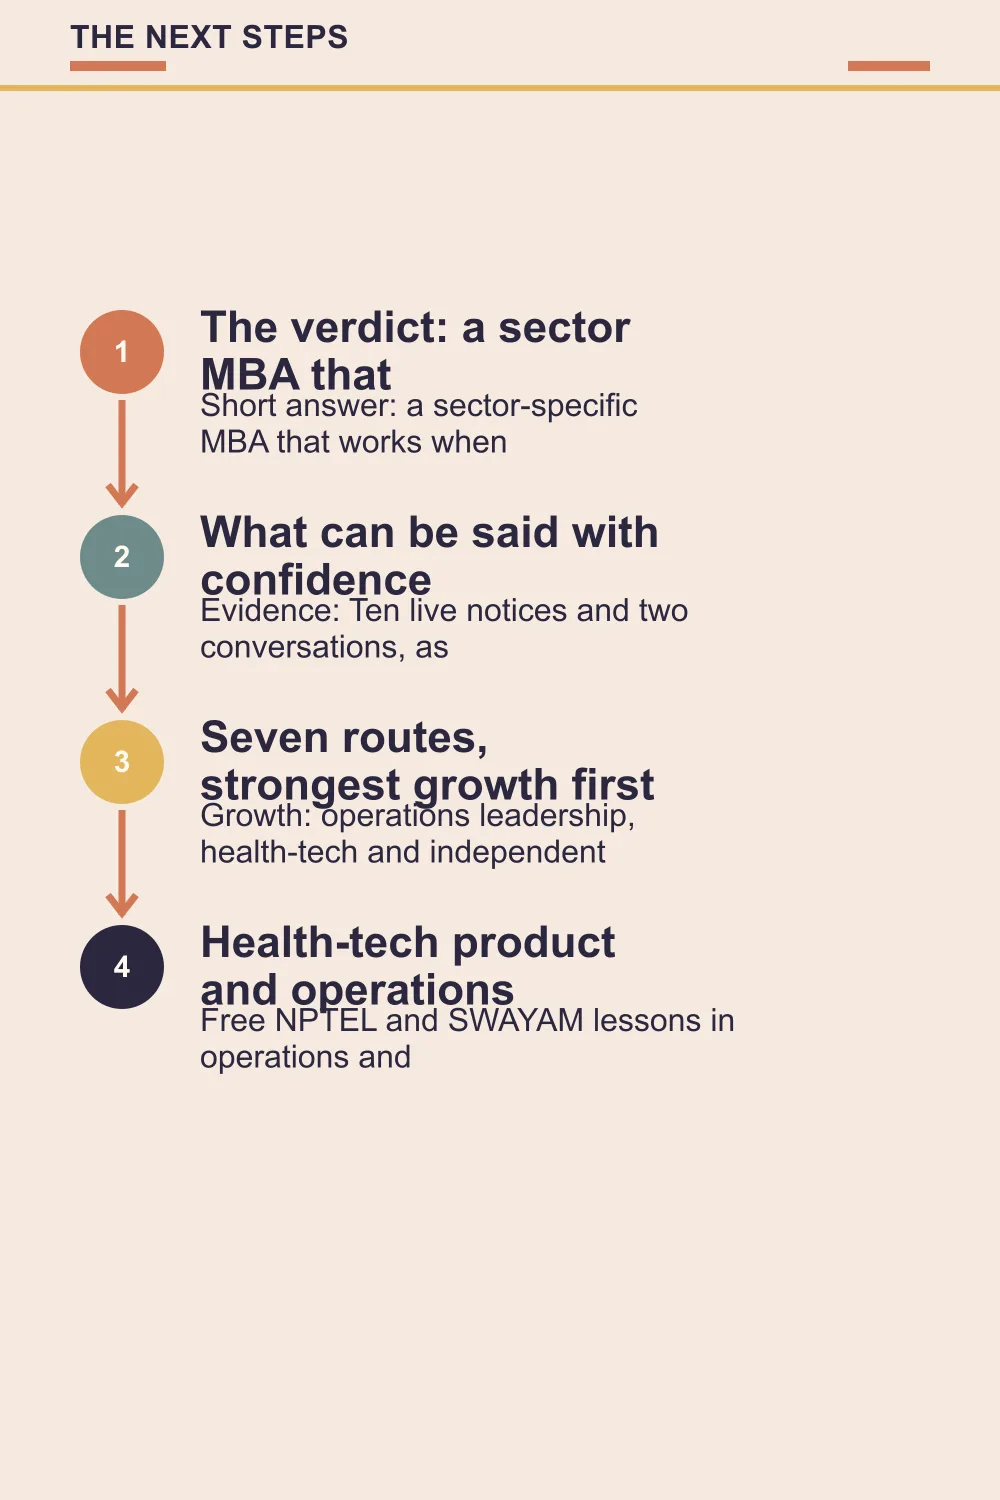 THE NEXT STEPS
1
The verdict: a sector
MBA that
Short answer: a sector-specific
MBA that works when
2
What can be said with
confidence
Evidence: Ten live notices and two
conversations, as
3
Seven routes,
strongest growth first
Growth: operations leadership,
health-tech and independent
4
Health-tech product
and operations
Free NPTEL and SWAYAM lessons in
operations and